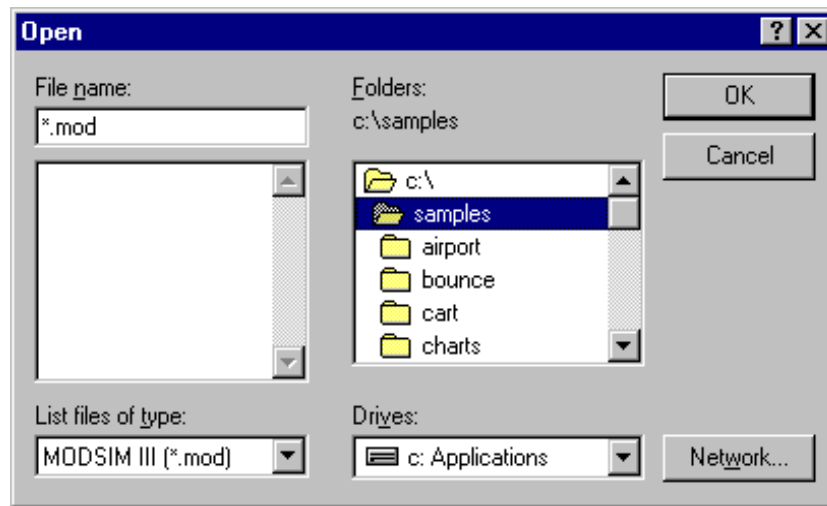 Open
File name:
*.mod
Folders:
c:\samples
c:\
samples
airport
bounce
cart
charts
OK
Cancel
List files of type:
MODSIM III (*.mod)
Drives:
c: Applications
Network...